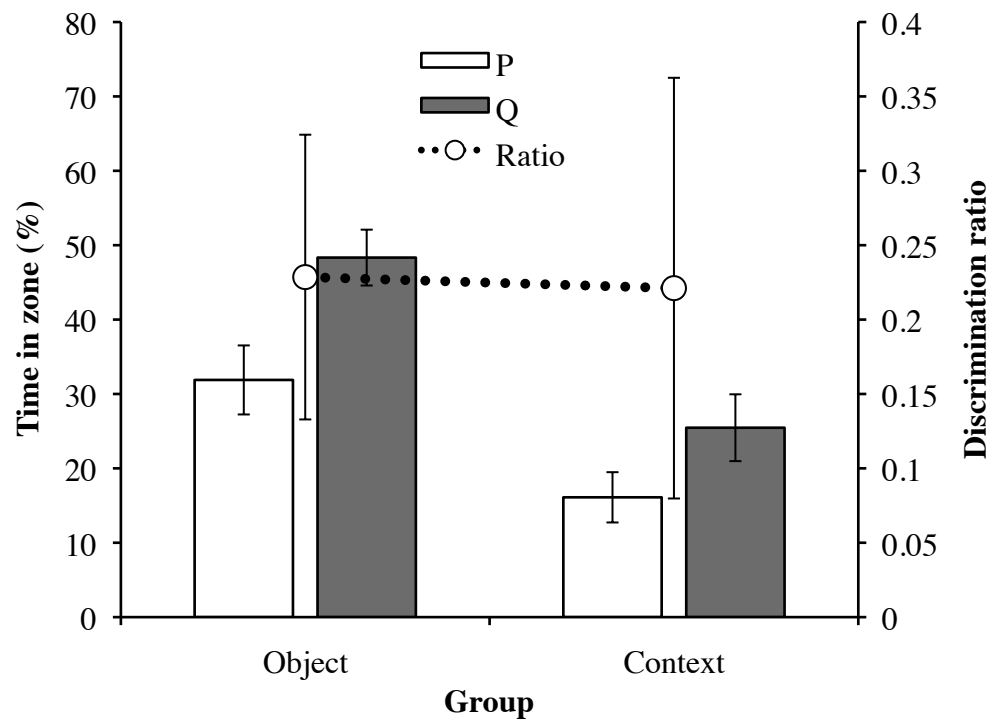 80
70
60
50
40
30
20
10
0
Time in zone (%)
P
Q
Ratio
0.4
0.35
0.3
0.25
0.2
0.15
0.1
0.05
0
Discrimination ratio
Object
Context
Group